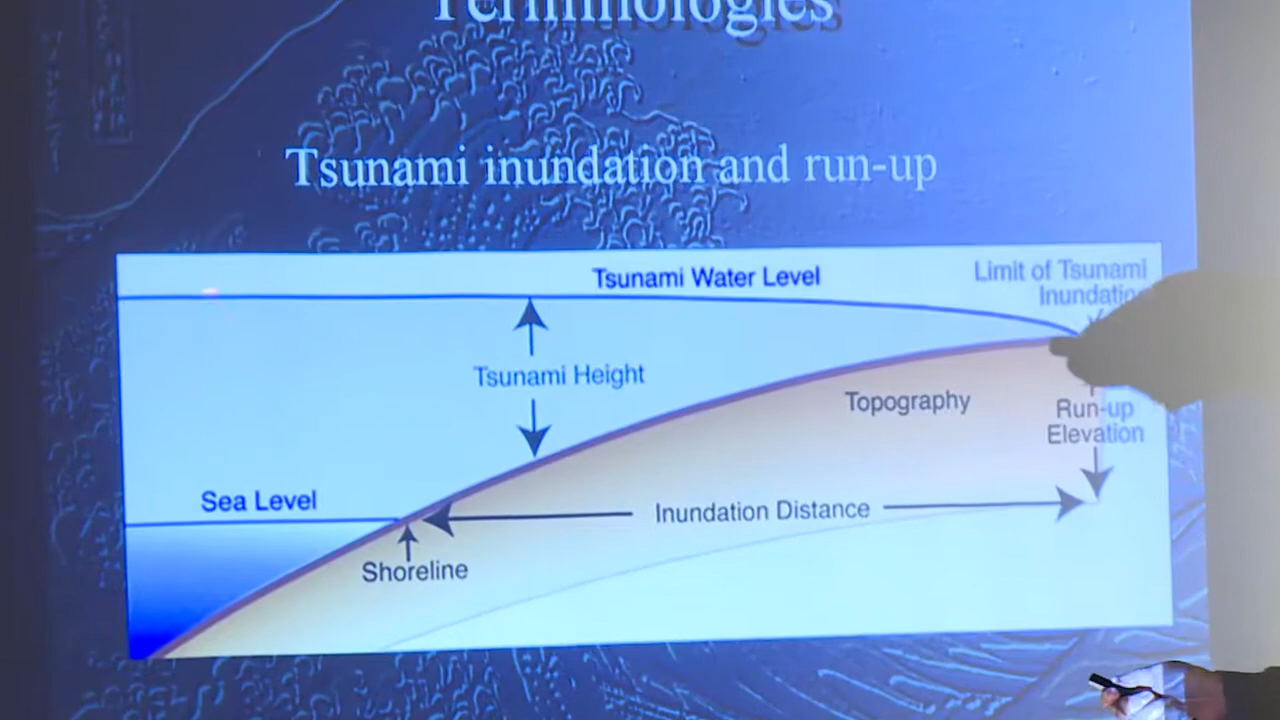 Terminologies
Tsunami inundation and run-up
Tsunami Water Level
Limit of Tsunami
Inundation
Tsunami Height
Topography
Run-up
Elevation
Sea Level
Inundation Distance
Shoreline